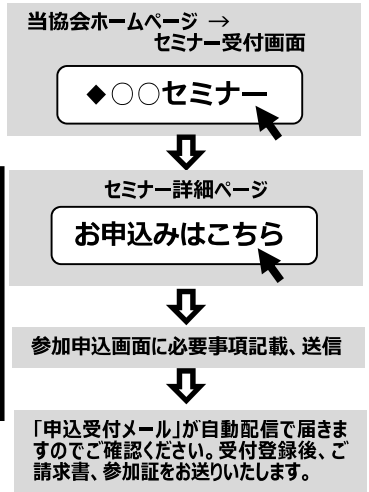 当協会ホームページ →
セミナー受付画面
◆○○セミナー
セミナー詳細ページ
お申込みはこちら
参加申込画面に必要事項記載、送信
「申込受付メール」が自動配信で届きま
すのでご確認ください。受付登録後、ご
請求書、参加証をお送りいたします。